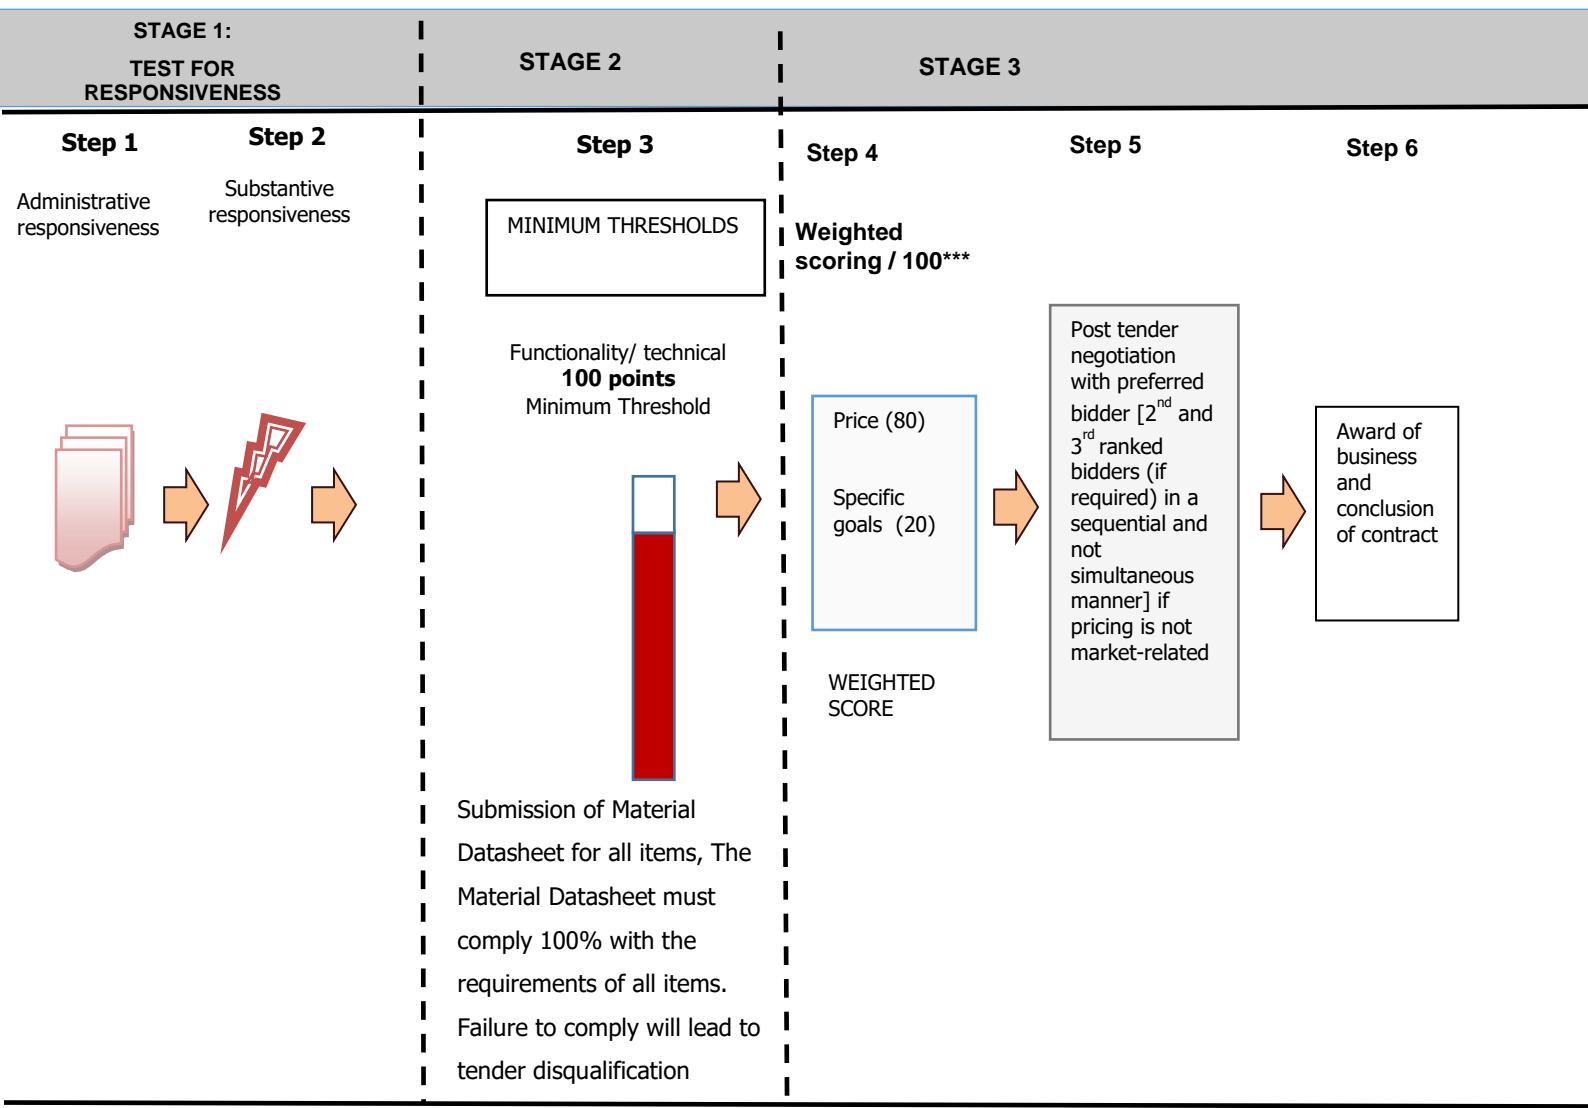 STAGE 1:
TEST FOR
RESPONSIVENESS
STAGE 2
STAGE 3
Step 1
Administrative
responsiveness
Step 2
Substantive
responsiveness
Step 3
MINIMUM THRESHOLDS
Functionality/ technical
100 points
Minimum Threshold
Submission of Material
Datasheet for all items, The
Material Datasheet must
comply 100% with the
requirements of all items.
Failure to comply will lead to
tender disqualification
Step 4
Weighted
scoring / 100***
Price (80)
Specific
goals (20)
WEIGHTED
SCORE
Step 5
Post tender
negotiation
with preferred
bidder [2nd and
3rd ranked
bidders (if
required) in a
sequential and
not
simultaneous
manner] if
pricing is not
market-related
Step 6
Award of
business
and
conclusion
of contract